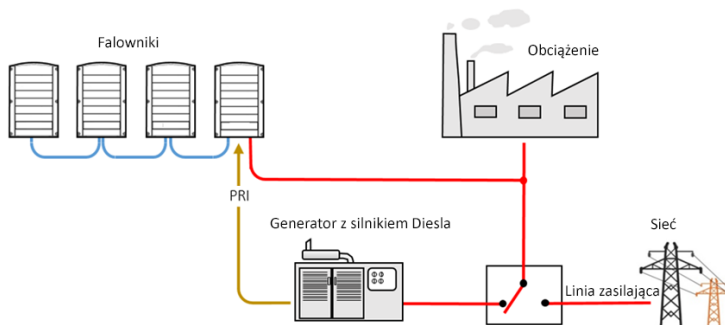 Falowniki
Obciążenie
PRI
Generator z silnikiem Diesla
Sieć
Linia zasilająca